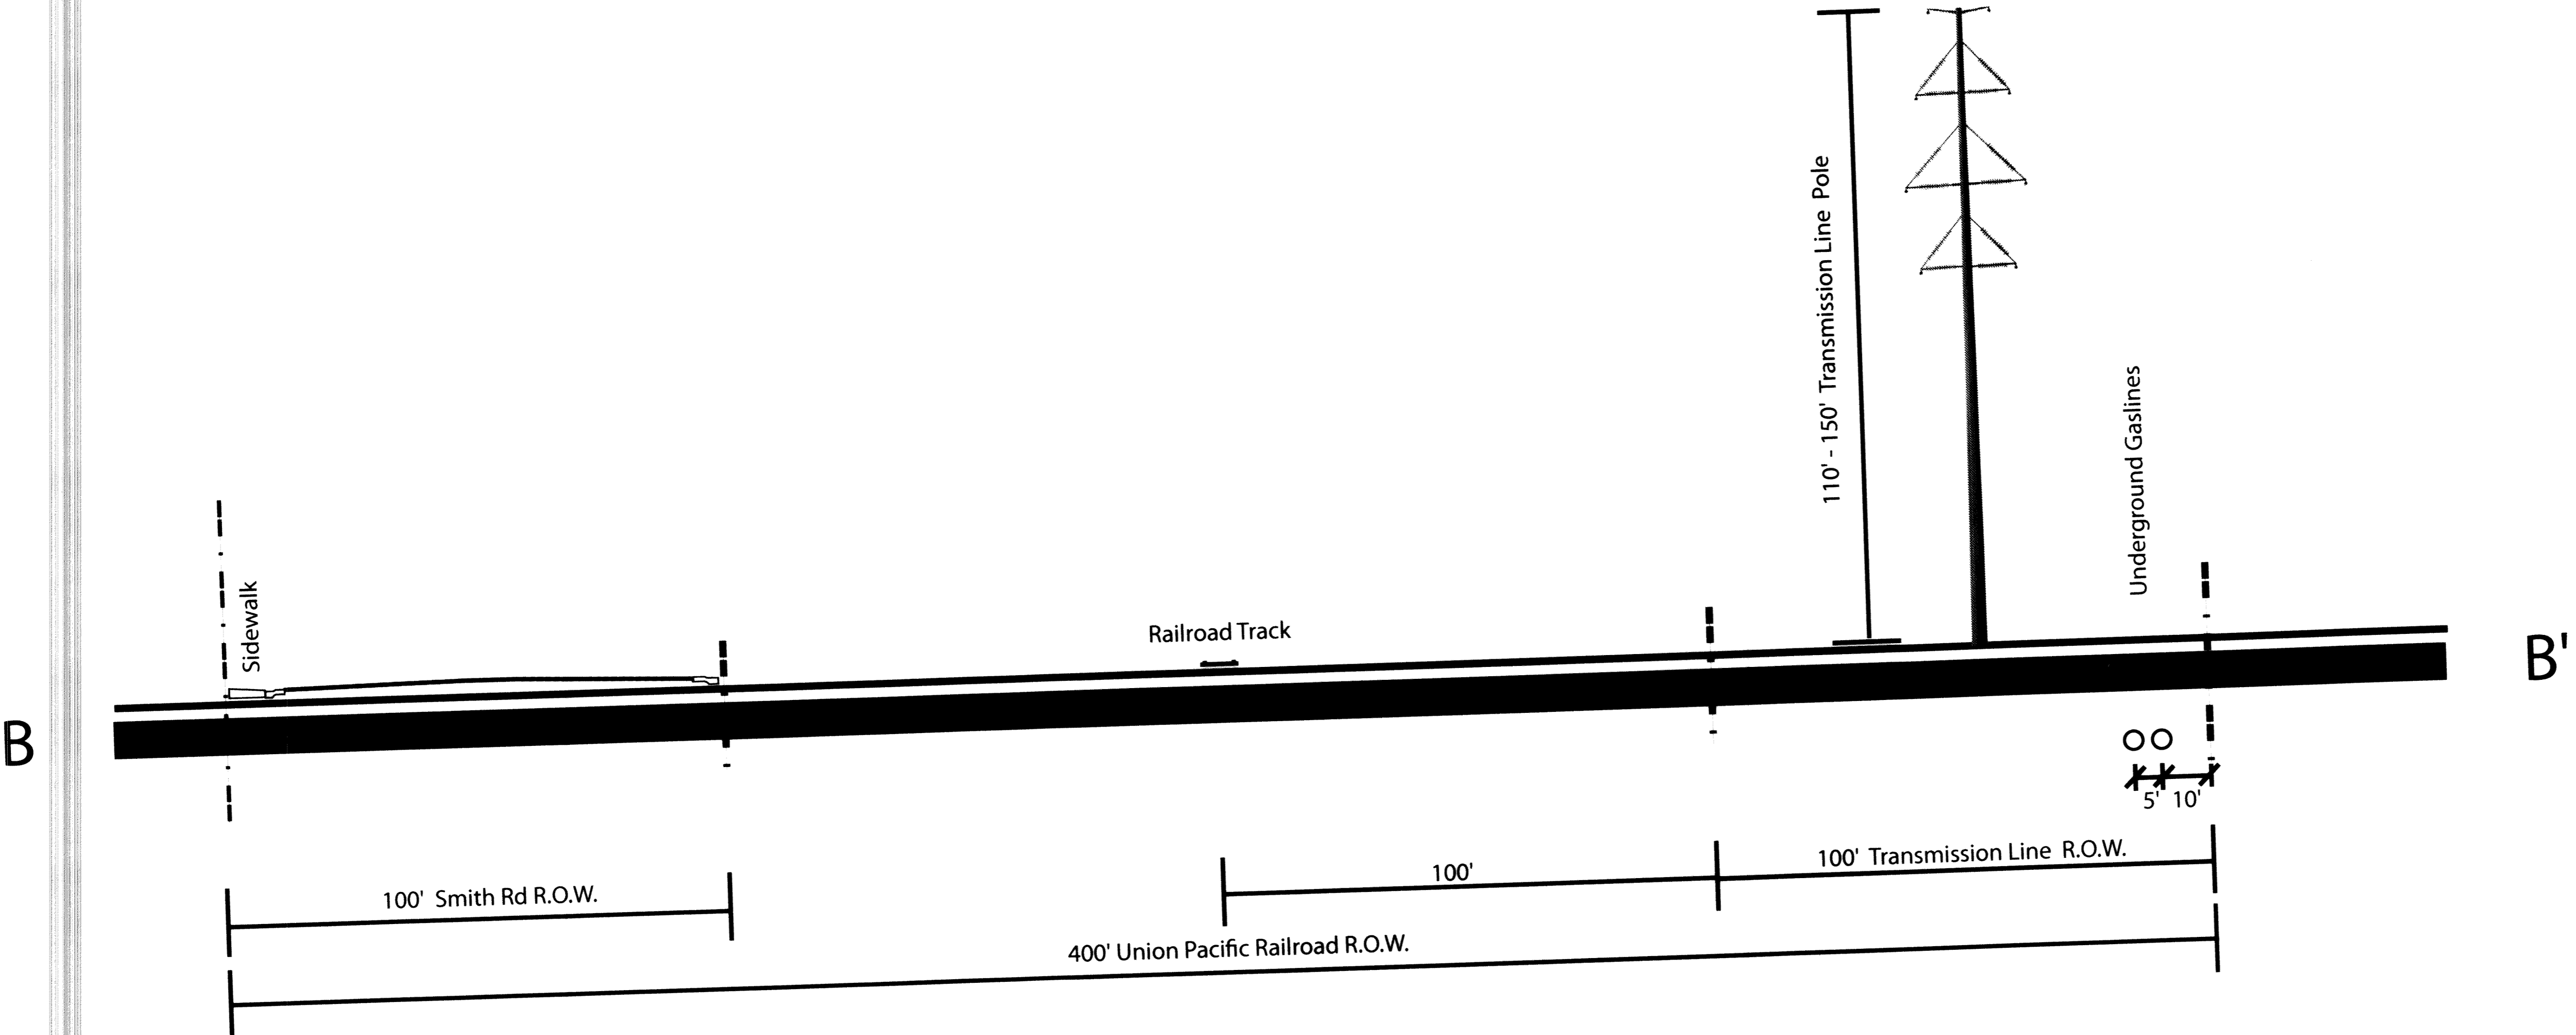 110' - 150' Transmission Line Pole
Underground Gaslines
Sidewalk
Railroad Track
B
B'
5' 10'
100' Smith Rd R.O.W.
100'
100' Transmission Line R.O.W.
400' Union Pacific Railroad R.O.W.